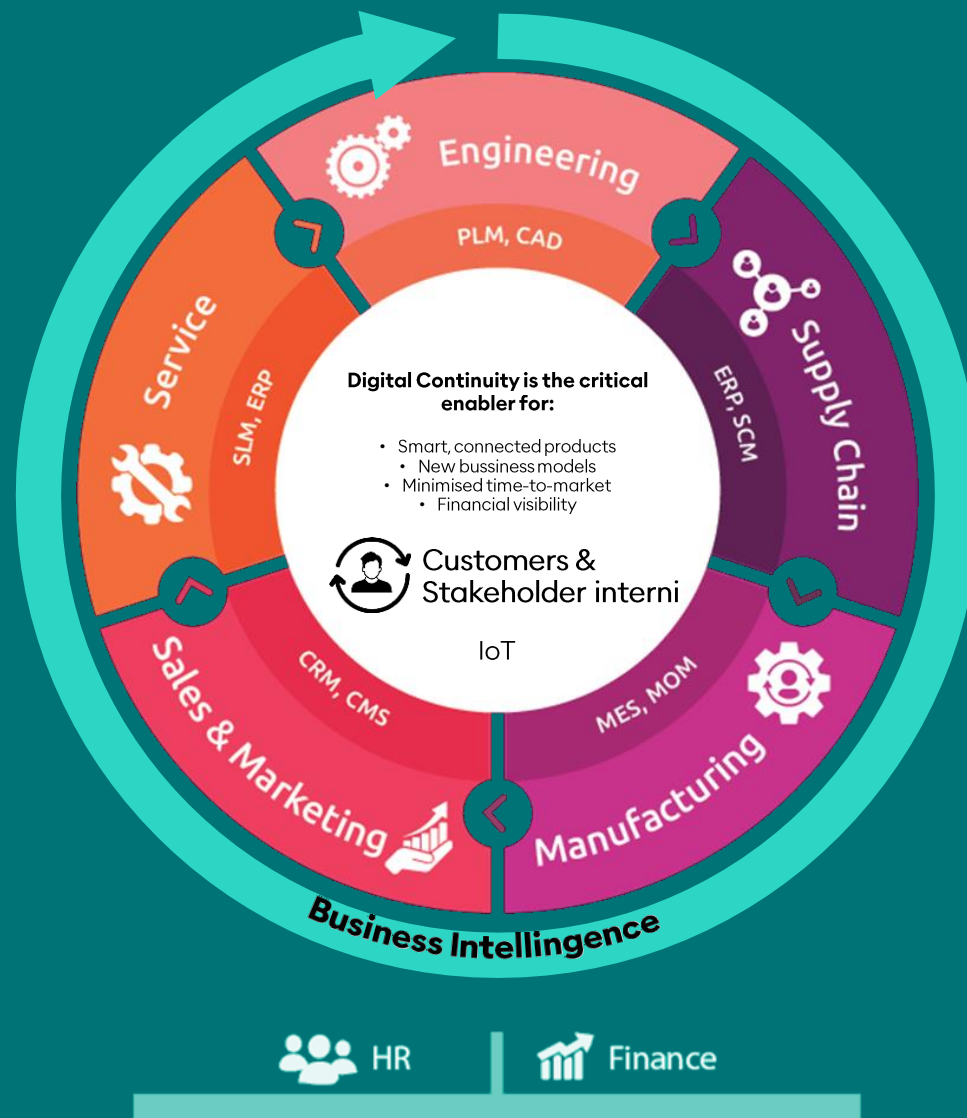 Engineering
PLM, CAD
Supply Chain
ERP, SCM
Manufacturing
MES, MOM
Sales & Marketing
CRM, CMS
Service
SLM, ERP
Digital Continuity is the critical
enabler for:
• Smart, connected products
• New bussiness models
• Minimised time-to-market
• Financial visibility
Customers &
Stakeholder interni
IoT
Business Intellingence
HR
Finance